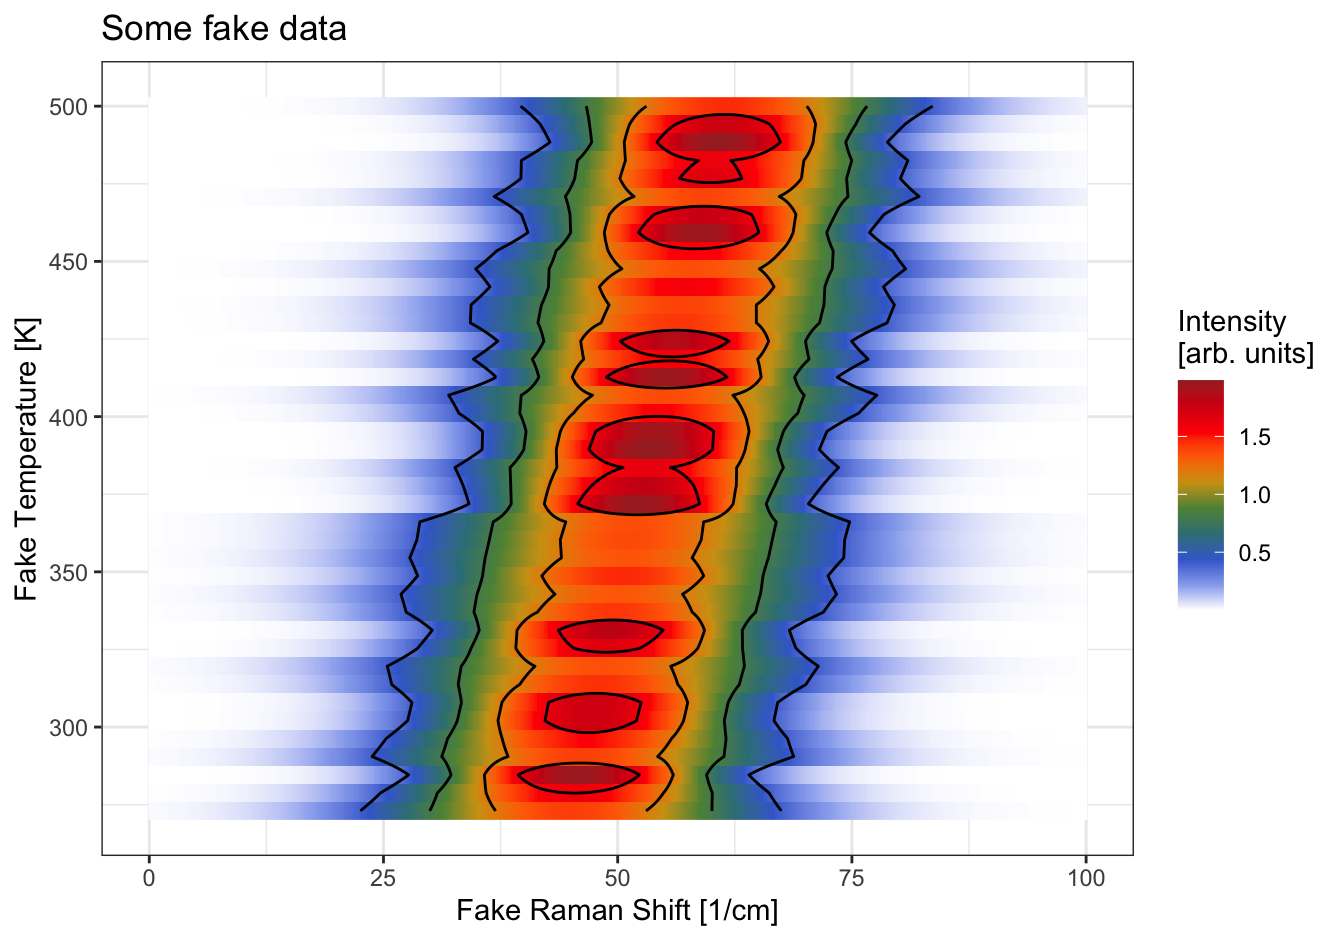 Some fake data
500
450
400
350
300
Fake Temperature [K]
0
25
50
75
100
Fake Raman Shift [1/cm]
Intensity
[arb. units]
1.5
1.0
0.5